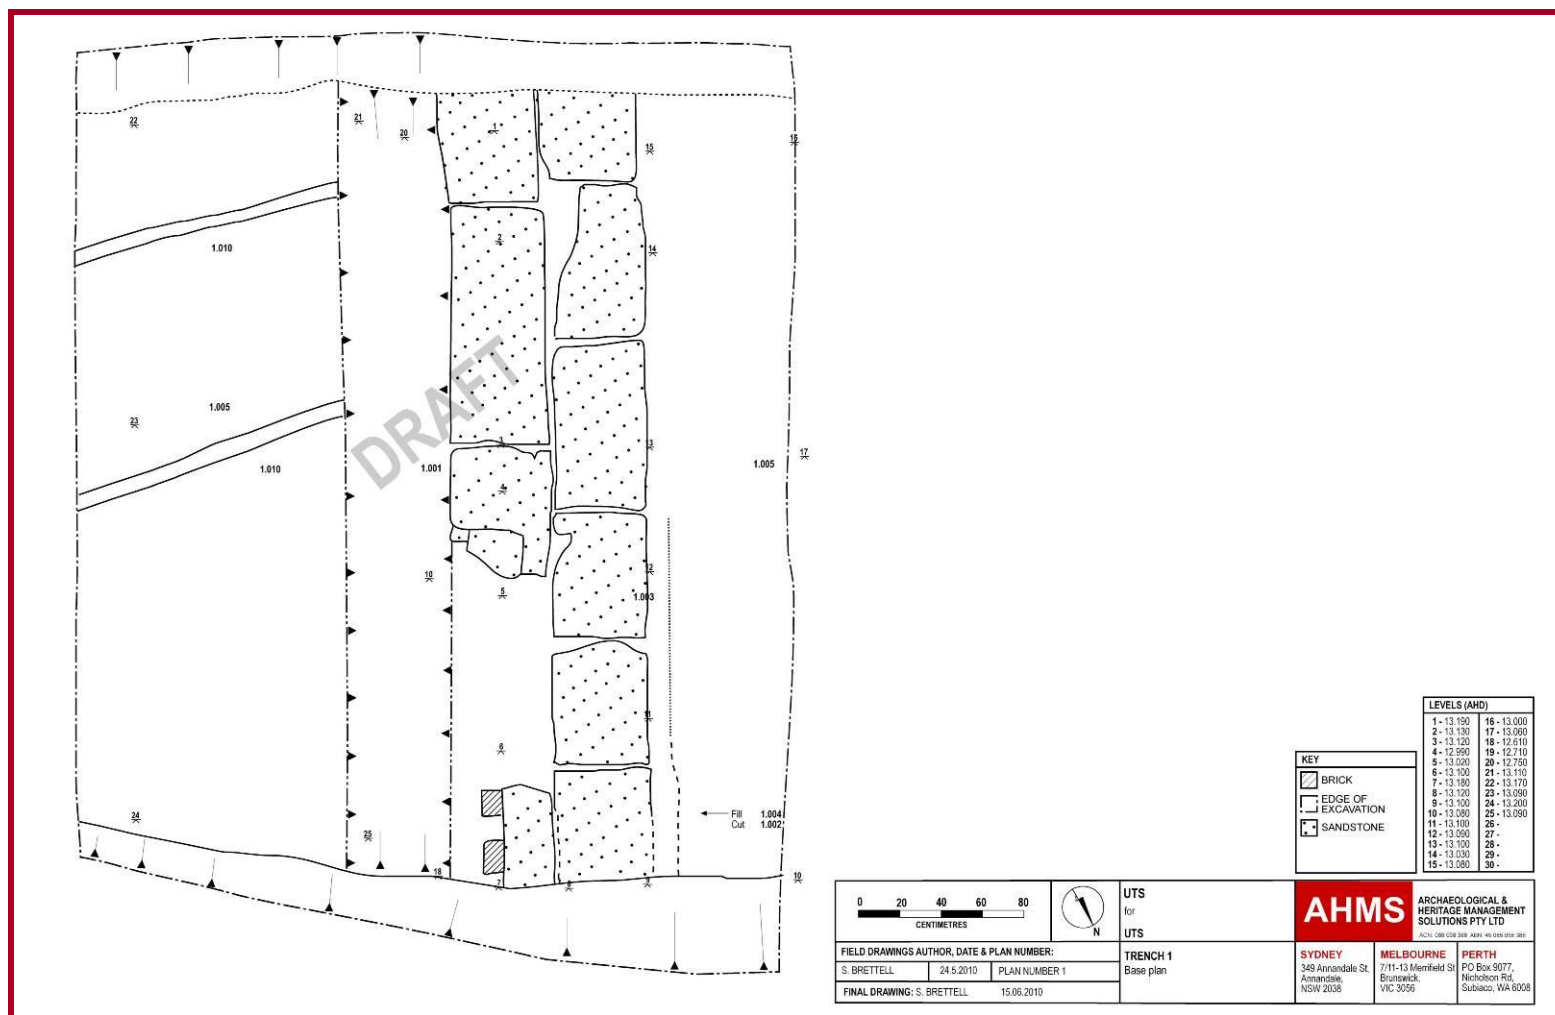 22
21
20
1
15
16
1.010
2
14
1.005
23
3
13
17
1.010
1.001
1.005
4
DRAFT
10
5
12
1.003
11
6
24
25
Fill 1.004
Cut 1.002
18
7
8
9
10
LEVELS (AHD)
1 - 13.190 16 - 13.000
2 - 13.130 17 - 13.060
3 - 13.120 18 - 12.610
4 - 12.990 19 - 12.710
5 - 13.020 20 - 12.750
6 - 13.100 21 - 13.110
7 - 13.180 22 - 13.170
8 - 13.120 23 - 13.090
9 - 13.100 24 - 13.200
10 - 13.080 25 - 13.090
11 - 13.100 26 -
12 - 13.090 27 -
13 - 13.100 28 -
14 - 13.030 29 -
15 - 13.080 30 -
KEY
BRICK
EDGE OF
EXCAVATION
SANDSTONE
0 20 40 60 80
CENTIMETRES
N
UTS
for
UTS
AHMS
ARCHAEOLOGICAL &
HERITAGE MANAGEMENT
SOLUTIONS PTY LTD
FIELD DRAWINGS AUTHOR, DATE & PLAN NUMBER:
S. BRETTELL 24.5.2010 PLAN NUMBER 1
FINAL DRAWING: S. BRETTELL 15.06.2010
TRENCH 1
Base plan
SYDNEY
349 Annandale St,
Annandale,
NSW 2038
MELBOURNE
7/11-13 Merrifield St
Brunswick,
VIC 3056
PERTH
PO Box 9077,
Nicholson Rd,
Subiaco, WA 6008